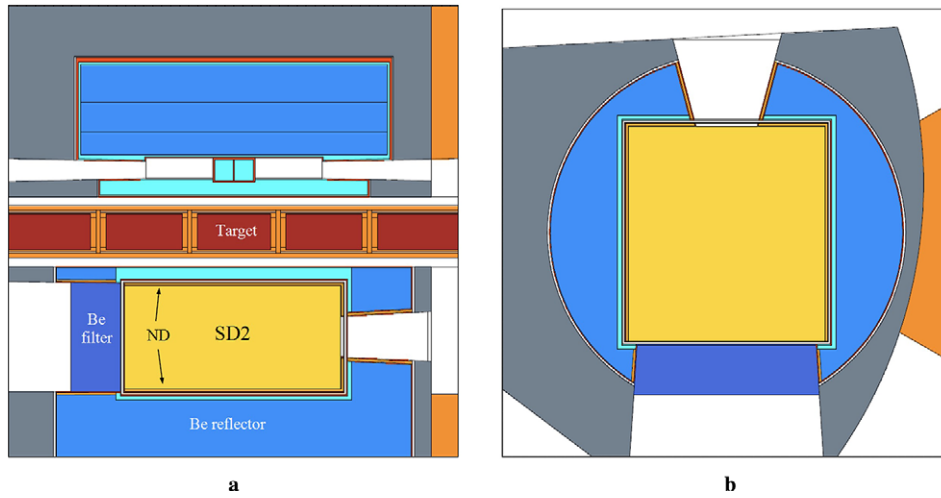 Target
ND
SD2
Be
filter
Be reflector
a
b